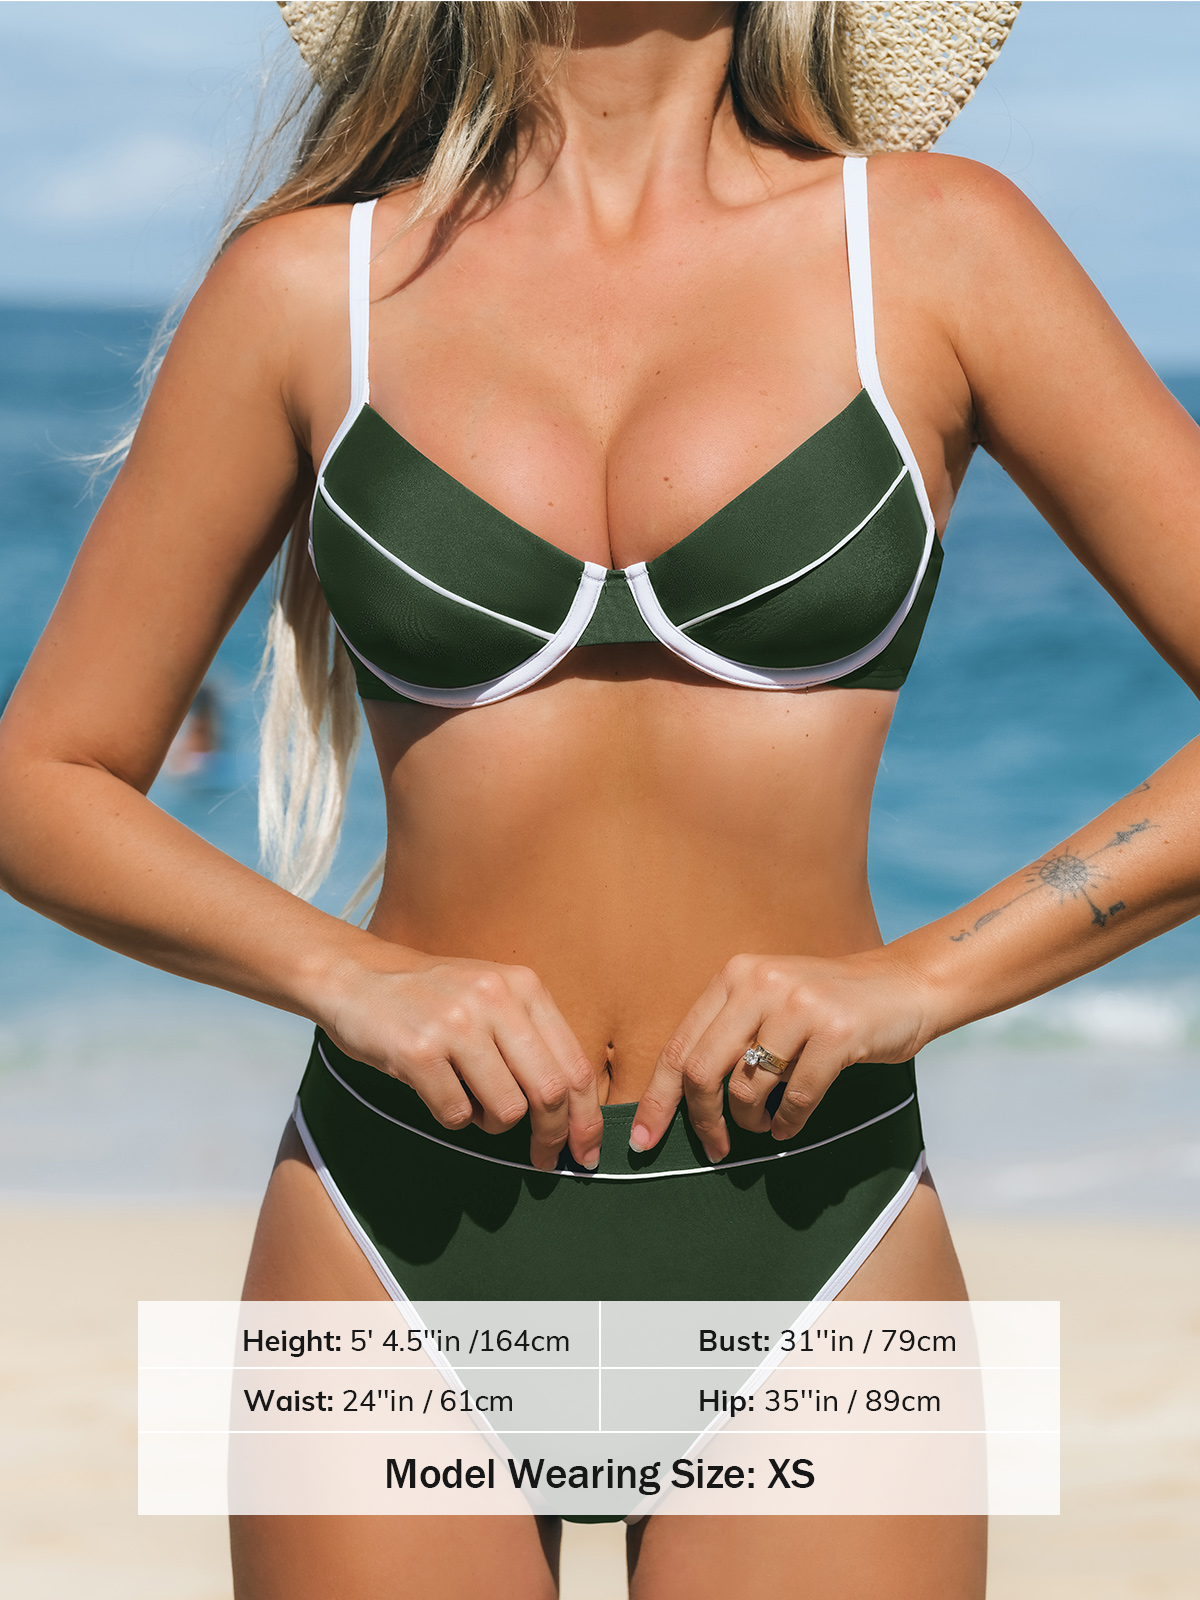 Height: 5' 4.5''in /164cm
Bust: 31''in / 79cm
Waist: 24''in / 61cm
Hip: 35''in / 89cm
Model Wearing Size: XS